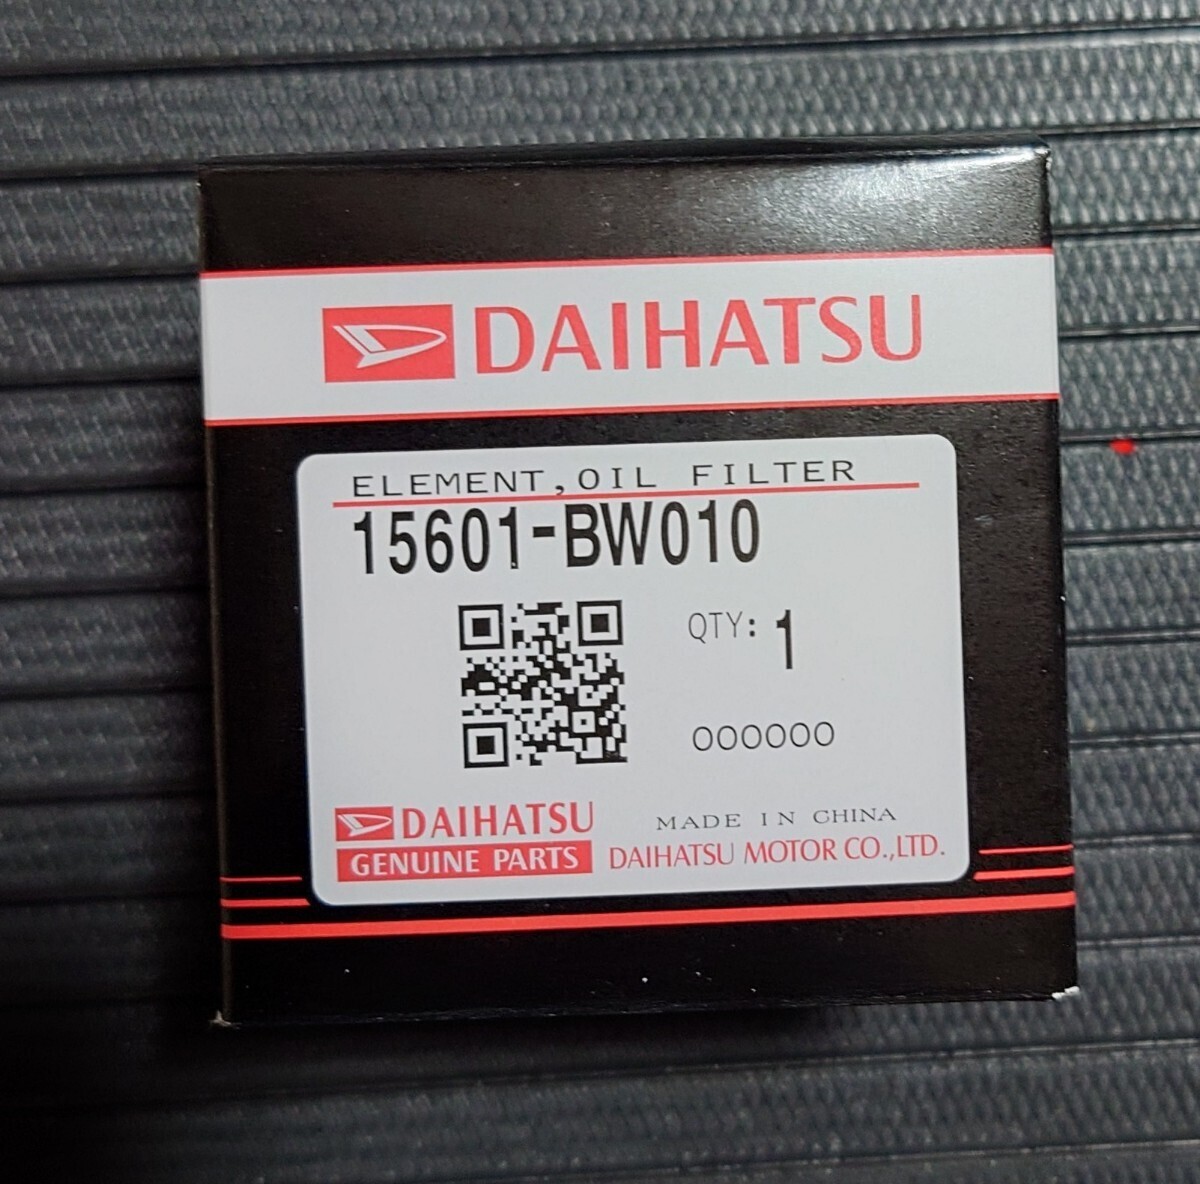 DAIHATSU
ELEMENT,OIL FILTER
15601-BW010
QTY: 1
000000
DAIHATSU
GENUINE PARTS
MADE IN CHINA
DAIHATSU MOTOR CO.,LTD.